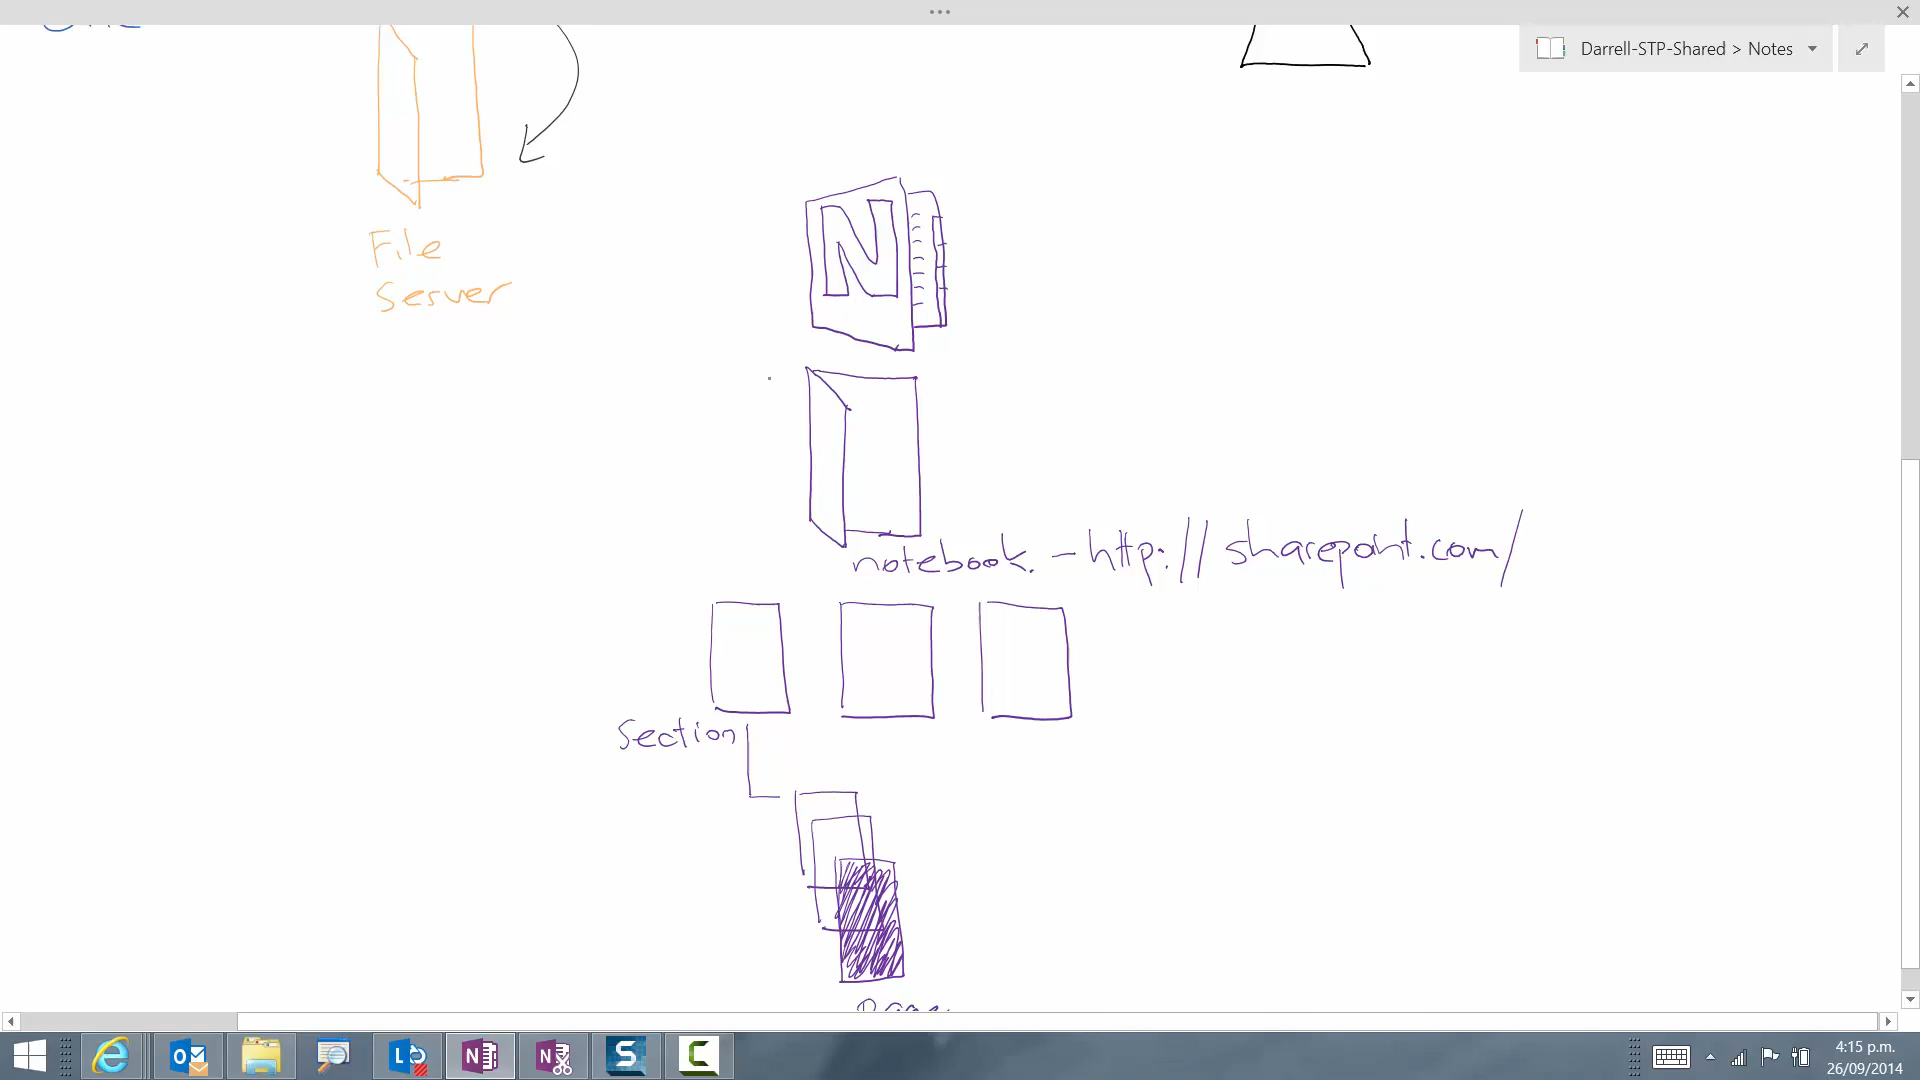 Darrell-STP-Shared > Notes
File
Server
N
notebook. - http://sharepoint.com/
Section
4:15 p.m.
26/09/2014